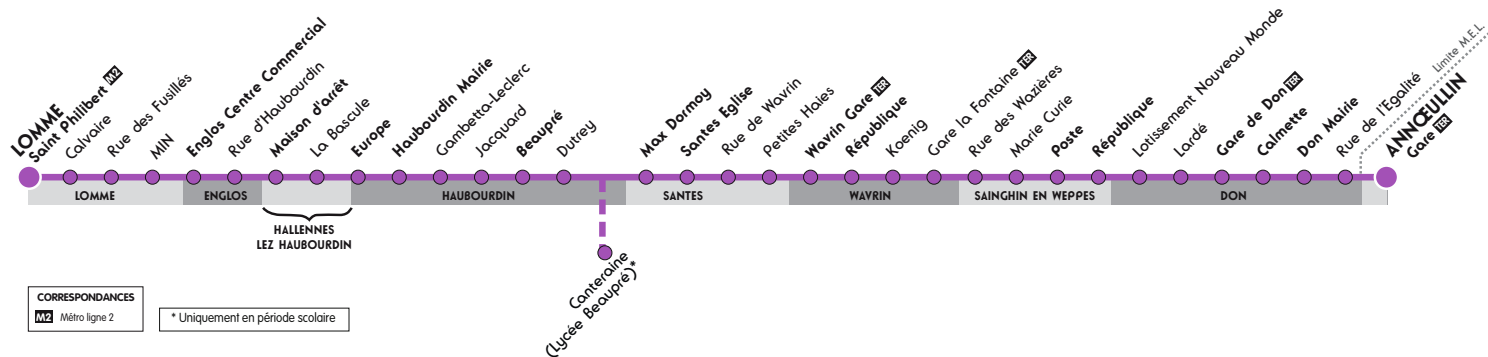 LOMME
Saint Philibert M2
Calvaire
Rue des Fusillés
MIN
Englos Centre Commercial
Rue d'Haubourdin
Maison d'arrêt
La Bascule
Europe
Haubourdin Mairie
Gambetta-Leclerc
Jacquard
Beaupré
Dutrey
Max Dormoy
Santes Eglise
Rue de Wavrin
Petites Haies
Wavrin Gare TER
République
Koenig
Gare la Fontaine TER
Rue des Wazières
Marie Curie
Poste
République
Lotissement Nouveau Monde
Lardé
Gare de Don TER
Calmette
Don Mairie
Rue de l'Egalité
Limite M.E.L.
ANNŒULLIN
Gare TER
LOMME
ENGLOS
HALLENNES
LEZ HAUBOURDIN
HAUBOURDIN
SANTES
WAVRIN
SAINGHIN EN WEPPES
DON
Canteraine
(Lycée Beaupré)*
CORRESPONDANCES
M2 Métro ligne 2
* Uniquement en période scolaire